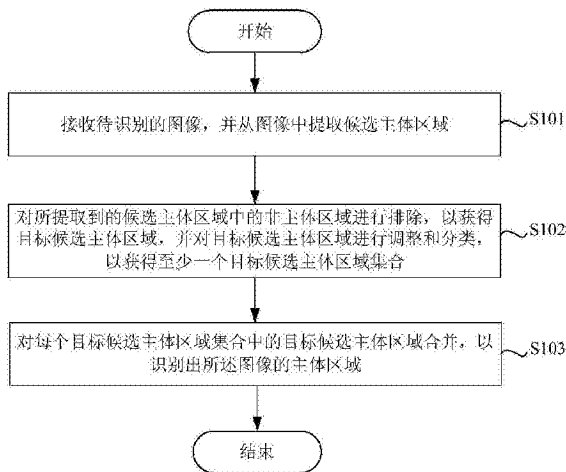 开始
接收待识别的图像，并从图像中提取候选主体区域
S101
对所提取到的候选主体区域中的非主体区域进行排除，以获得
目标候选主体区域，并对目标候选主体区域进行调整和分类，
以获得至少一个目标候选主体区域集合
S102
对每个目标候选主体区域集合中的目标候选主体区域合并，以
识别出所述图像的主体区域
S103
结束